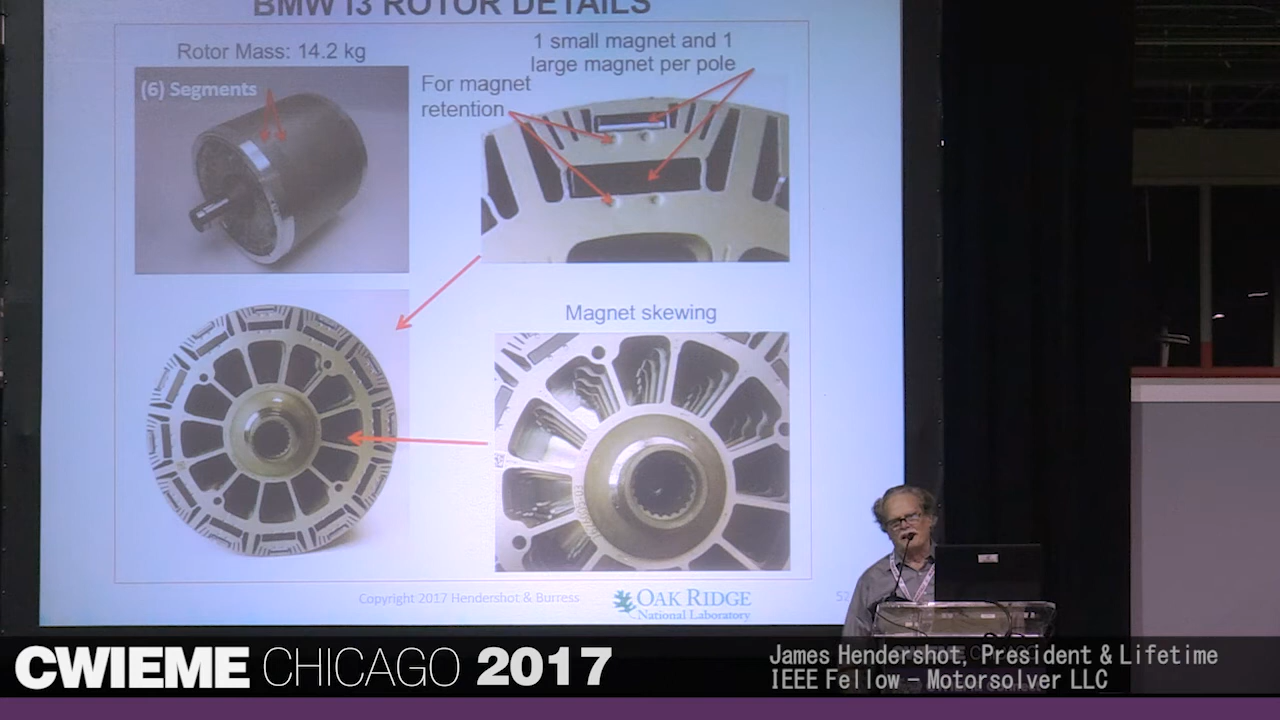 BMW I3 ROTOR DETAILS
Rotor Mass: 14.2 kg
(6) Segments
For magnet
retention
1 small magnet and 1
large magnet per pole
Magnet skewing
Copyright 2017 Hendershot & Burress
OAK RIDGE
National Laboratory
52
CWIEME CHICAGO 2017
James Hendershot, President & Lifetime
IEEE Fellow – Motorsolver LLC